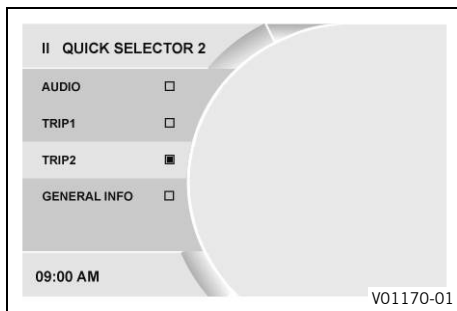 II QUICK SELECTOR 2
AUDIO
TRIP1
TRIP2
GENERAL INFO
09:00 AM
V01170-01